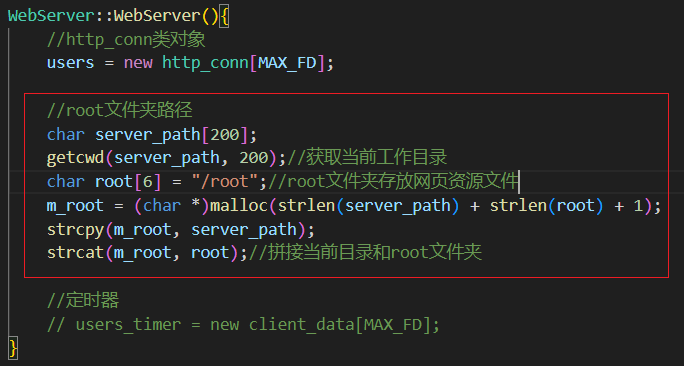 WebServer::WebServer(){
//http_conn类对象
users = new http_conn[MAX_FD];
//root文件夹路径
char server_path[200];
getcwd(server_path, 200);//获取当前工作目录
char root[6] = "/root";//root文件夹存放网页资源文件
m_root = (char *)malloc(strlen(server_path) + strlen(root) + 1);
strcpy(m_root, server_path);
strcat(m_root, root);//拼接当前目录和root文件夹
//定时器
// users_timer = new client_data[MAX_FD];
}